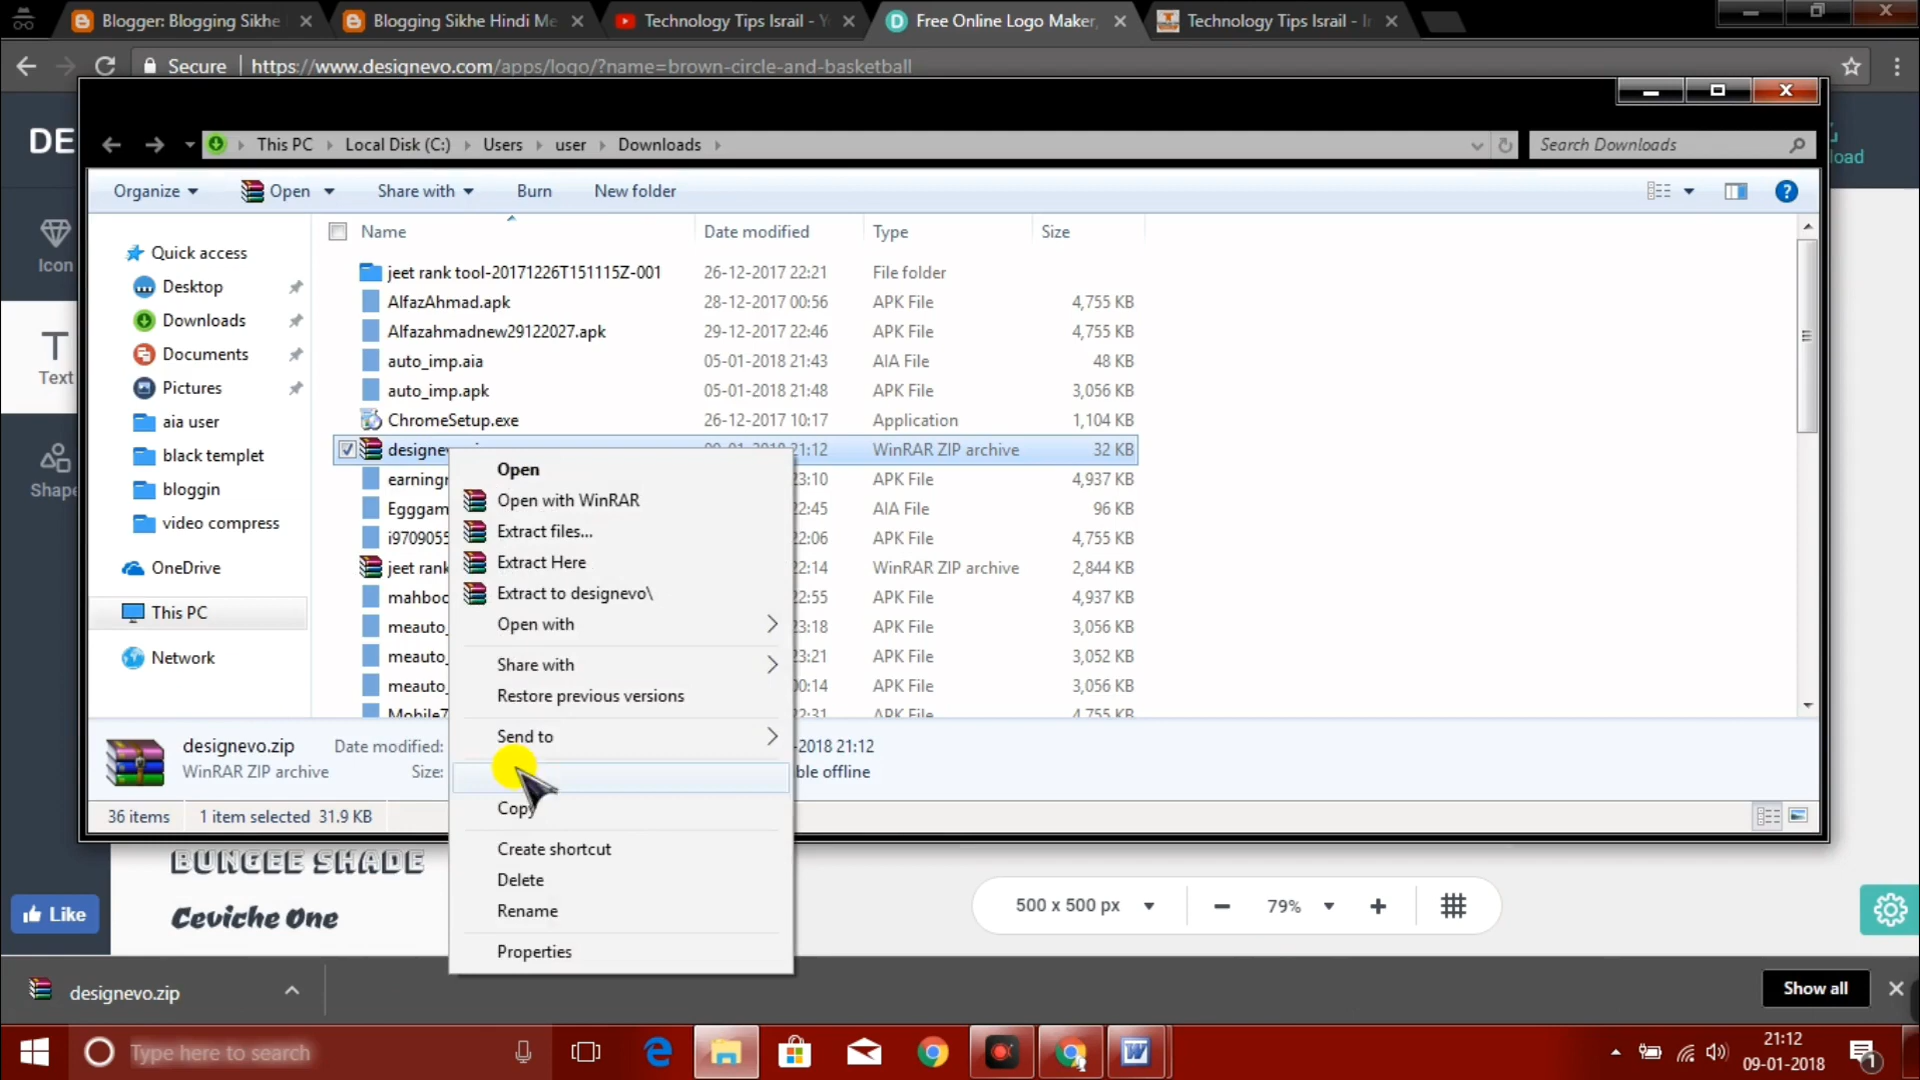 Blogger: Blogging Sikhe
Blogging Sikhe Hindi Me
Technology Tips Israil - Y
Free Online Logo Maker,
Technology Tips Israil - I
Secure
https://www.designevo.com/apps/logo/?name=brown-circle-and-basketball
DE
load
This PC
Local Disk (C:)
Users
user
Downloads
Search Downloads
Organize
Open
Share with
Burn
New folder
Icon
Text
Shape
Name
Date modified
Type
Size
Quick access
Desktop
Downloads
Documents
Pictures
aia user
black templet
bloggin
video compress
OneDrive
This PC
Network
jeet rank tool-20171226T151115Z-001 26-12-2017 22:21 File folder
AlfazAhmad.apk 28-12-2017 00:56 APK File 4,755 KB
Alfazahmadnew29122027.apk 29-12-2017 22:46 APK File 4,755 KB
auto_imp.aia 05-01-2018 21:43 AIA File 48 KB
auto_imp.apk 05-01-2018 21:48 APK File 3,056 KB
ChromeSetup.exe 26-12-2017 10:17 Application 1,104 KB
designev 21:12 WinRAR ZIP archive 32 KB
earningr 23:10 APK File 4,937 KB
Egggam 22:45 AIA File 96 KB
i9709055 22:06 APK File 4,755 KB
jeet rank 22:14 WinRAR ZIP archive 2,844 KB
mahboo 22:55 APK File 4,937 KB
meauto_ 23:18 APK File 3,056 KB
meauto_ 23:21 APK File 3,052 KB
meauto_ 00:14 APK File 3,056 KB
Mobile7 22:31 APK File 4,755 KB
Open
Open with WinRAR
Extract files...
Extract Here
Extract to designevo\
Open with
Share with
Restore previous versions
Send to
Copy
Create shortcut
Delete
Rename
Properties
designevo.zip
Date modified:
-2018 21:12
WinRAR ZIP archive
Size:
ble offline
36 items
1 item selected 31.9 KB
BUNGEE SHADE
Ceviche One
Like
500 x 500 px
79%
designevo.zip
Show all
Type here to search
21:12
09-01-2018
1